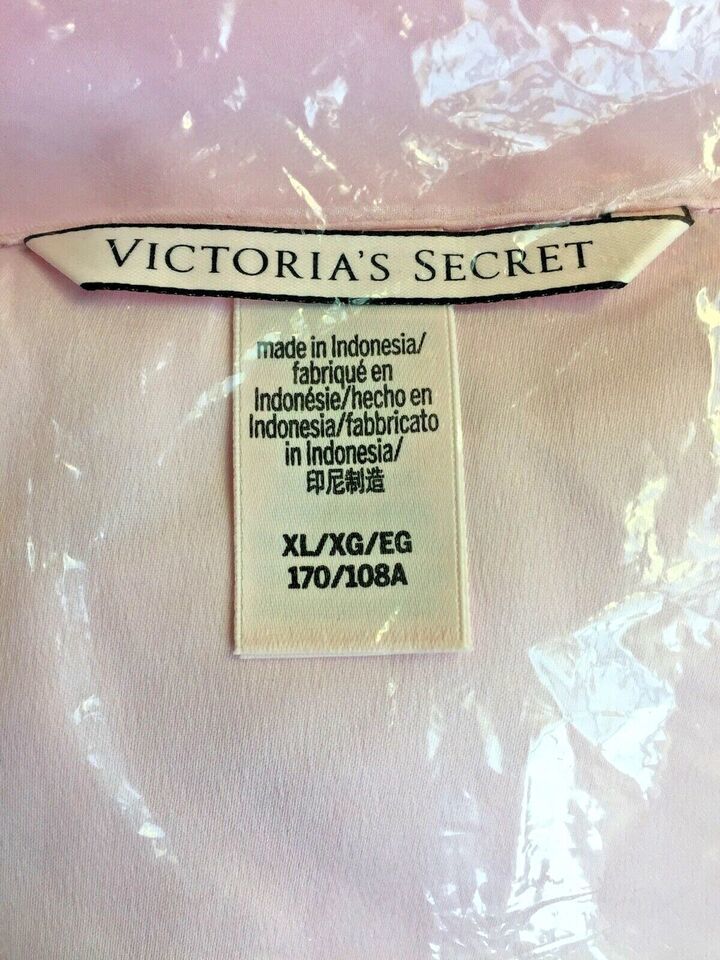 VICTORIA'S SECRET
made in Indonesia/
fabriqué en
Indonésie/hecho en
Indonesia/fabbricato
in Indonesia/
印尼制造
XL/XG/EG
170/108A